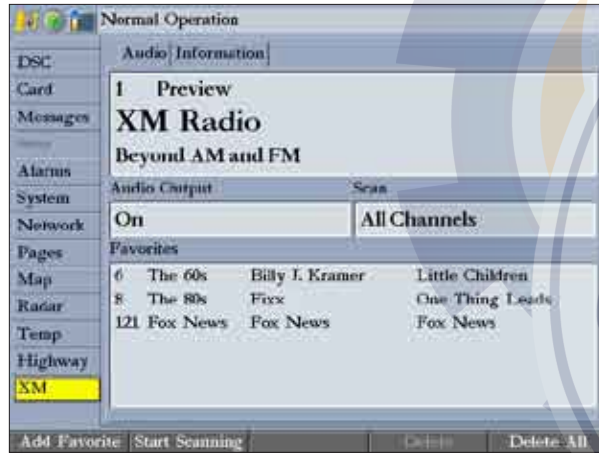 Normal Operation
DSC
Card
Messages
Alarms
System
Network
Pages
Map
Radar
Temp
Highway
XM
Audio Information
1 Preview
XM Radio
Beyond AM and FM
Audio Output Scan
On All Channels
Favorites
6 The 60s Billy J. Kramer Little Children
8 The 80s Fixx One Thing Leads
121 Fox News Fox News Fox News
Add Favorite Start Scanning Delete Delete All